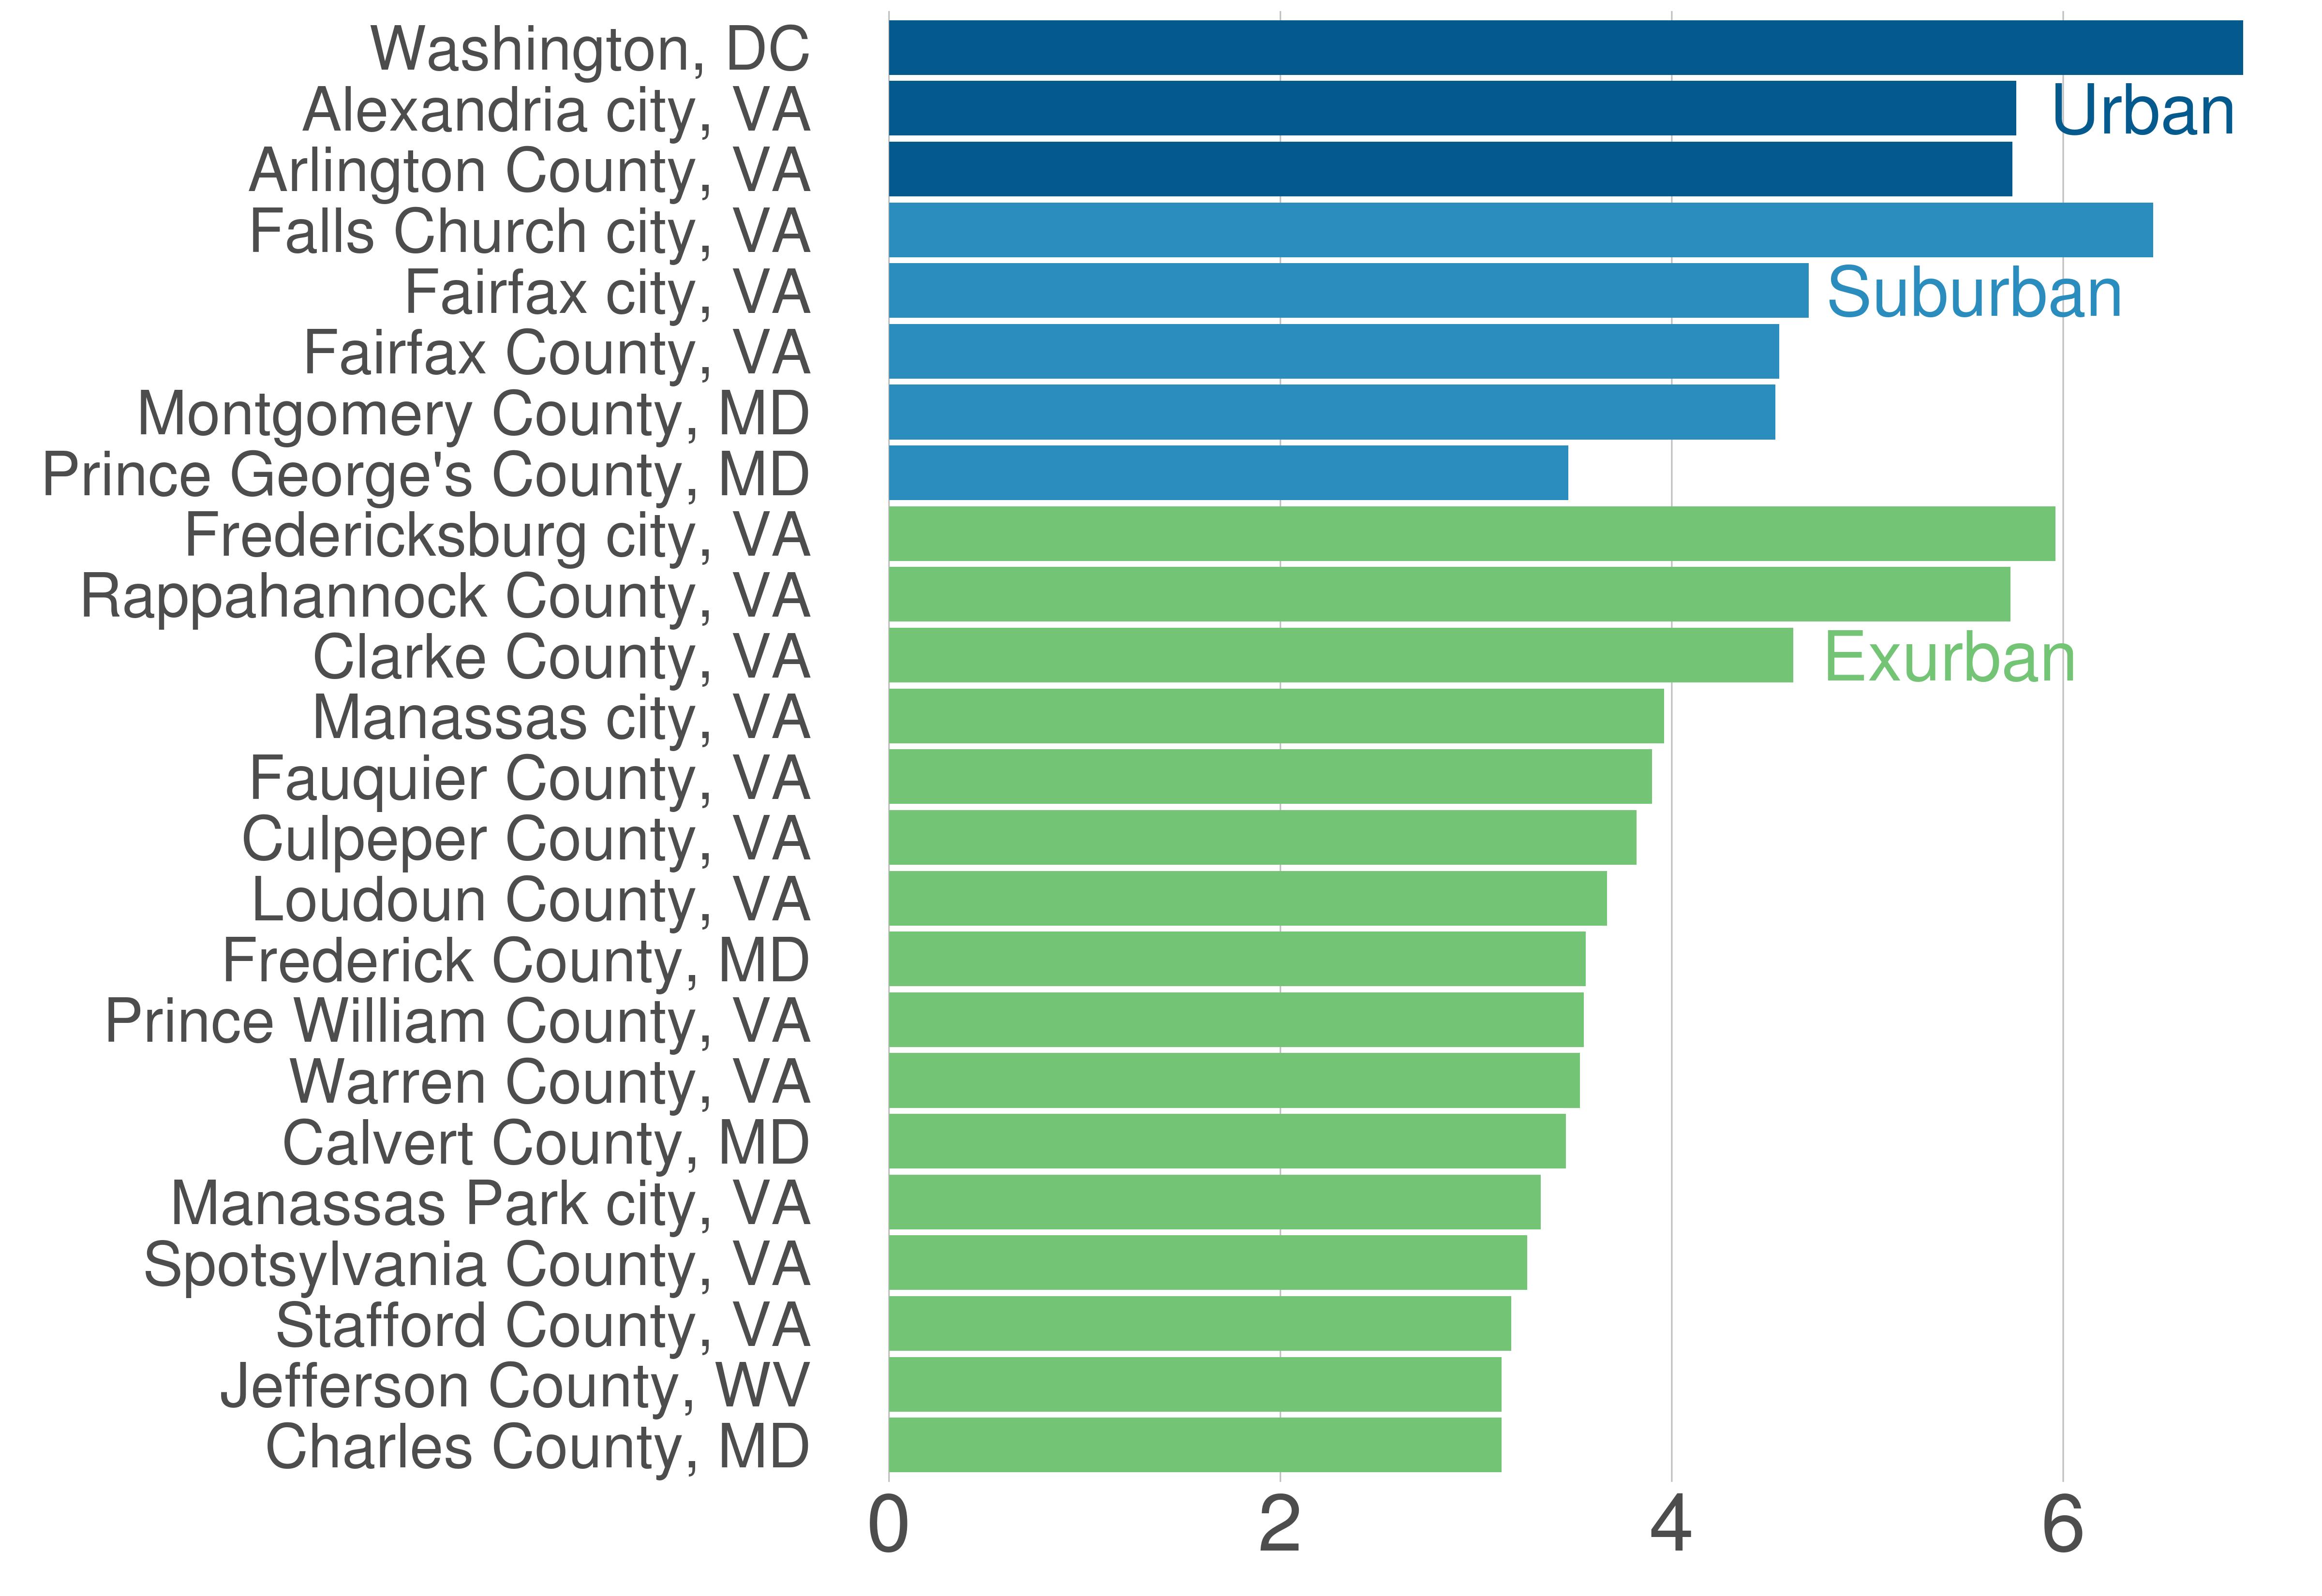 Washington, DC
Alexandria city, VA
Urban
Arlington County, VA
Falls Church city, VA
Fairfax city, VA
Suburban
Fairfax County, VA
Montgomery County, MD
Prince George's County, MD
Fredericksburg city, VA
Rappahannock County, VA
Clarke County, VA
Exurban
Manassas city, VA
Fauquier County, VA
Culpeper County, VA
Loudoun County, VA
Frederick County, MD
Prince William County, VA
Warren County, VA
Calvert County, MD
Manassas Park city, VA
Spotsylvania County, VA
Stafford County, VA
Jefferson County, WV
Charles County, MD
0 2 4 6